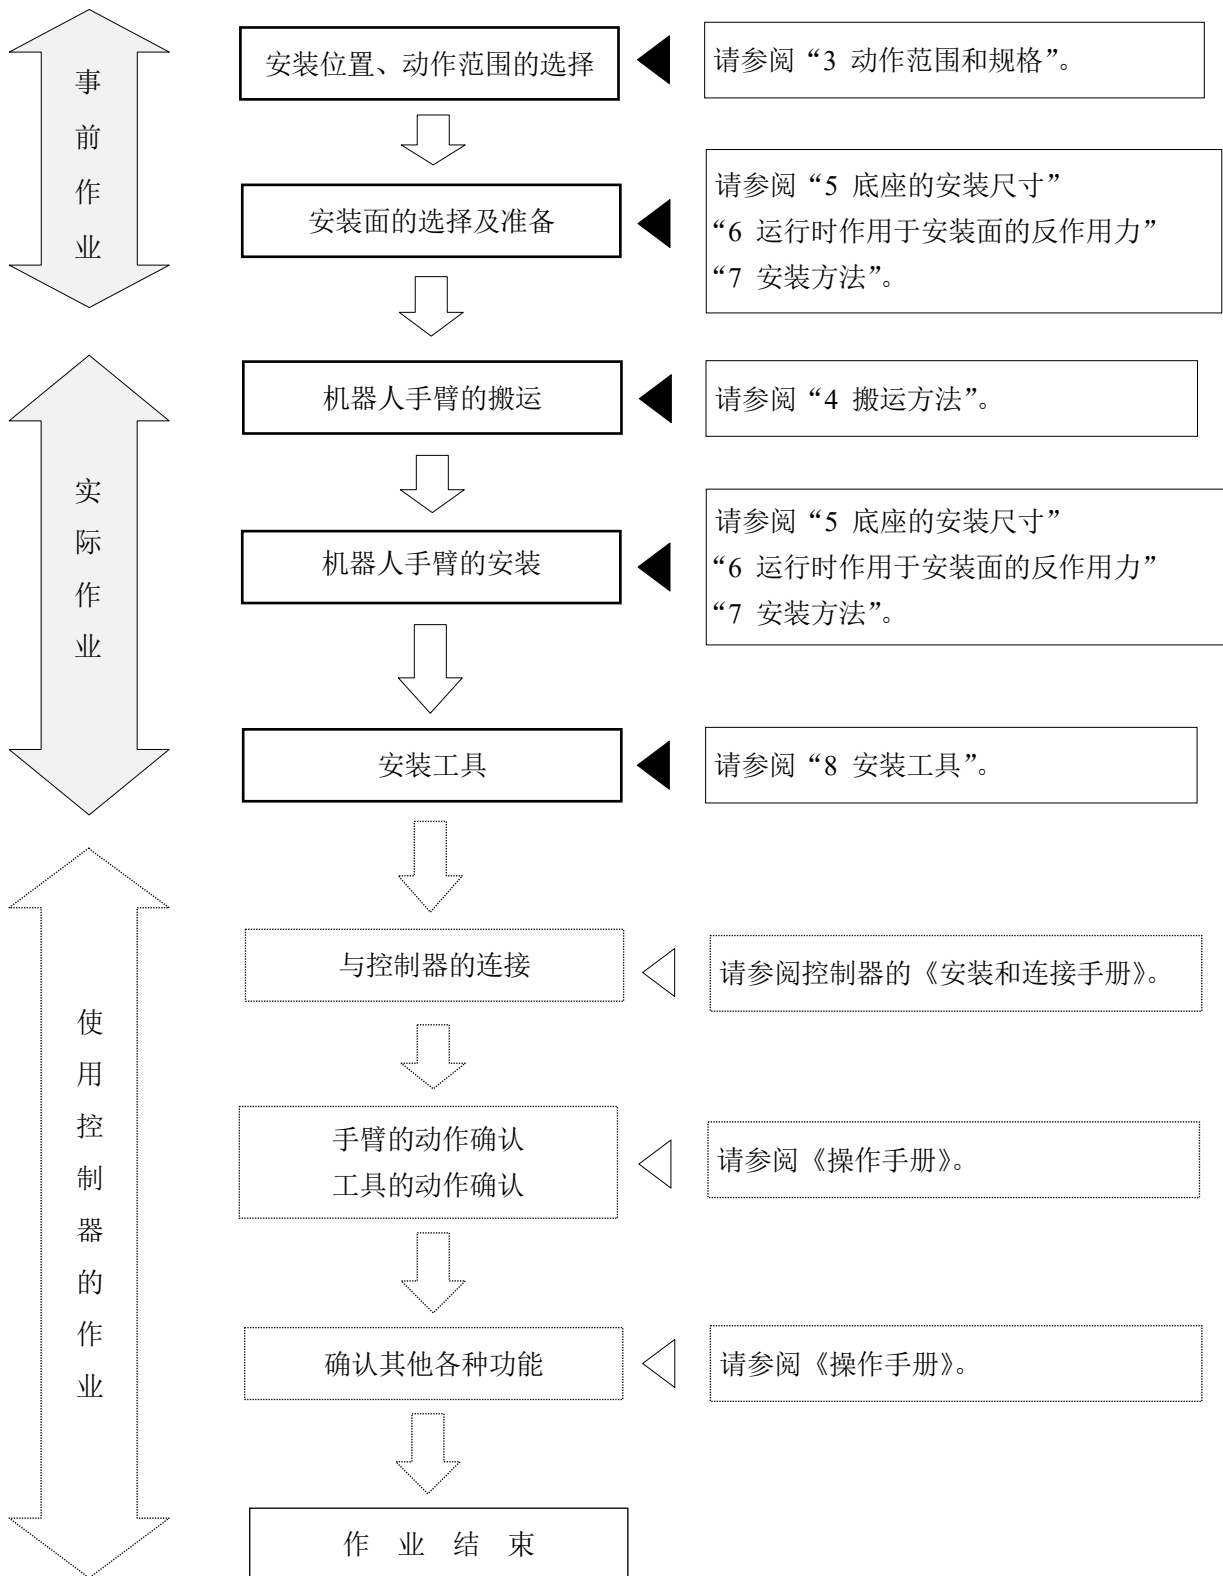 事前作业
安装位置、动作范围的选择
请参阅“3 动作范围和规格”。
安装面的选择及准备
请参阅“5 底座的安装尺寸”
“6 运行时作用于安装面的反作用力”
“7 安装方法”。
实际作业
机器人手臂的搬运
请参阅“4 搬运方法”。
机器人手臂的安装
请参阅“5 底座的安装尺寸”
“6 运行时作用于安装面的反作用力”
“7 安装方法”。
安装工具
请参阅“8 安装工具”。
使用控制器的作业
与控制器的连接
请参阅控制器的《安装和连接手册》。
手臂的动作确认
工具的动作确认
请参阅《操作手册》。
确认其他各种功能
请参阅《操作手册》。
作 业 结 束